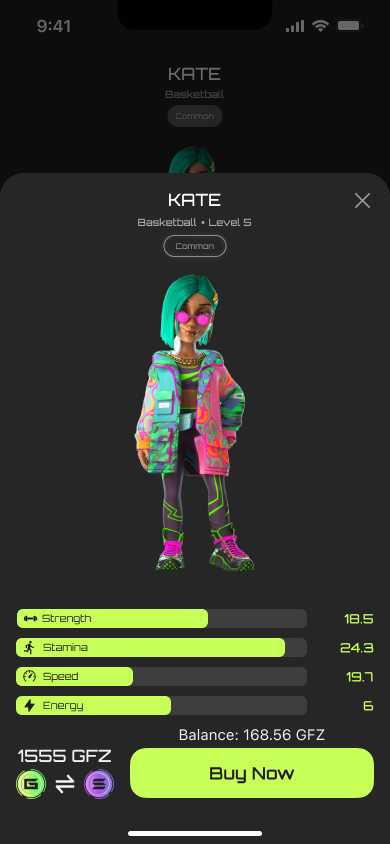 9:41
KATE
Basketball
Common
KATE
Basketball • Level 5
Common
Strength 18.5
Stamina 24.3
Speed 19.7
Energy 6
Balance: 168.56 GFZ
1555 GFZ
G S
Buy Now